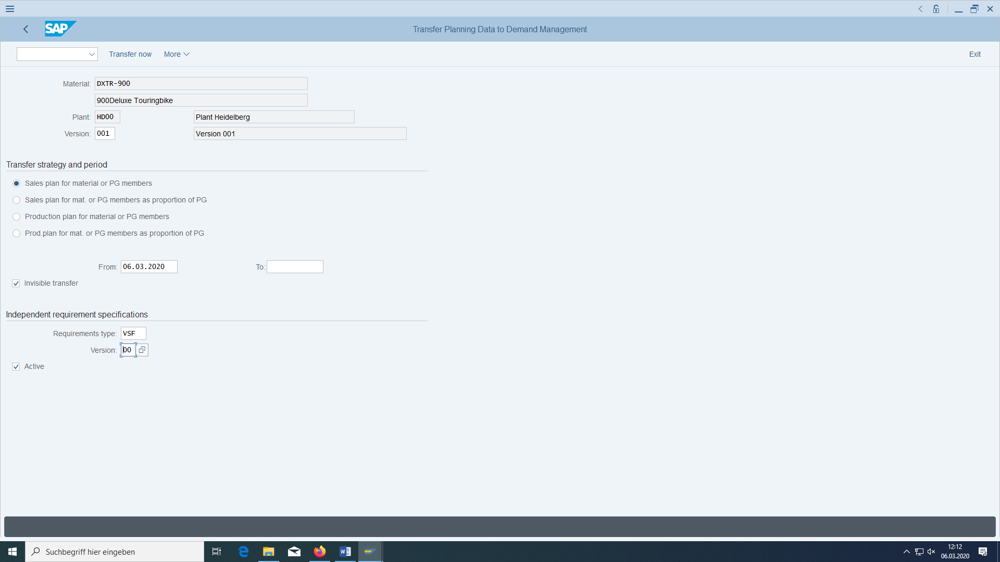 SAP
Transfer Planning Data to Demand Management
Transfer now More Exit
Material: DXTR-900
900Deluxe Touringbike
Plant: HD00 Plant Heidelberg
Version: 001 Version 001
Transfer strategy and period
Sales plan for material or PG members
Sales plan for mat. or PG members as proportion of PG
Production plan for material or PG members
Prod.plan for mat. or PG members as proportion of PG
From: 06.03.2020 To:
Invisible transfer
Independent requirement specifications
Requirements type: VSF
Version: 00
Active
Suchbegriff hier eingeben
12:12
06.03.2020